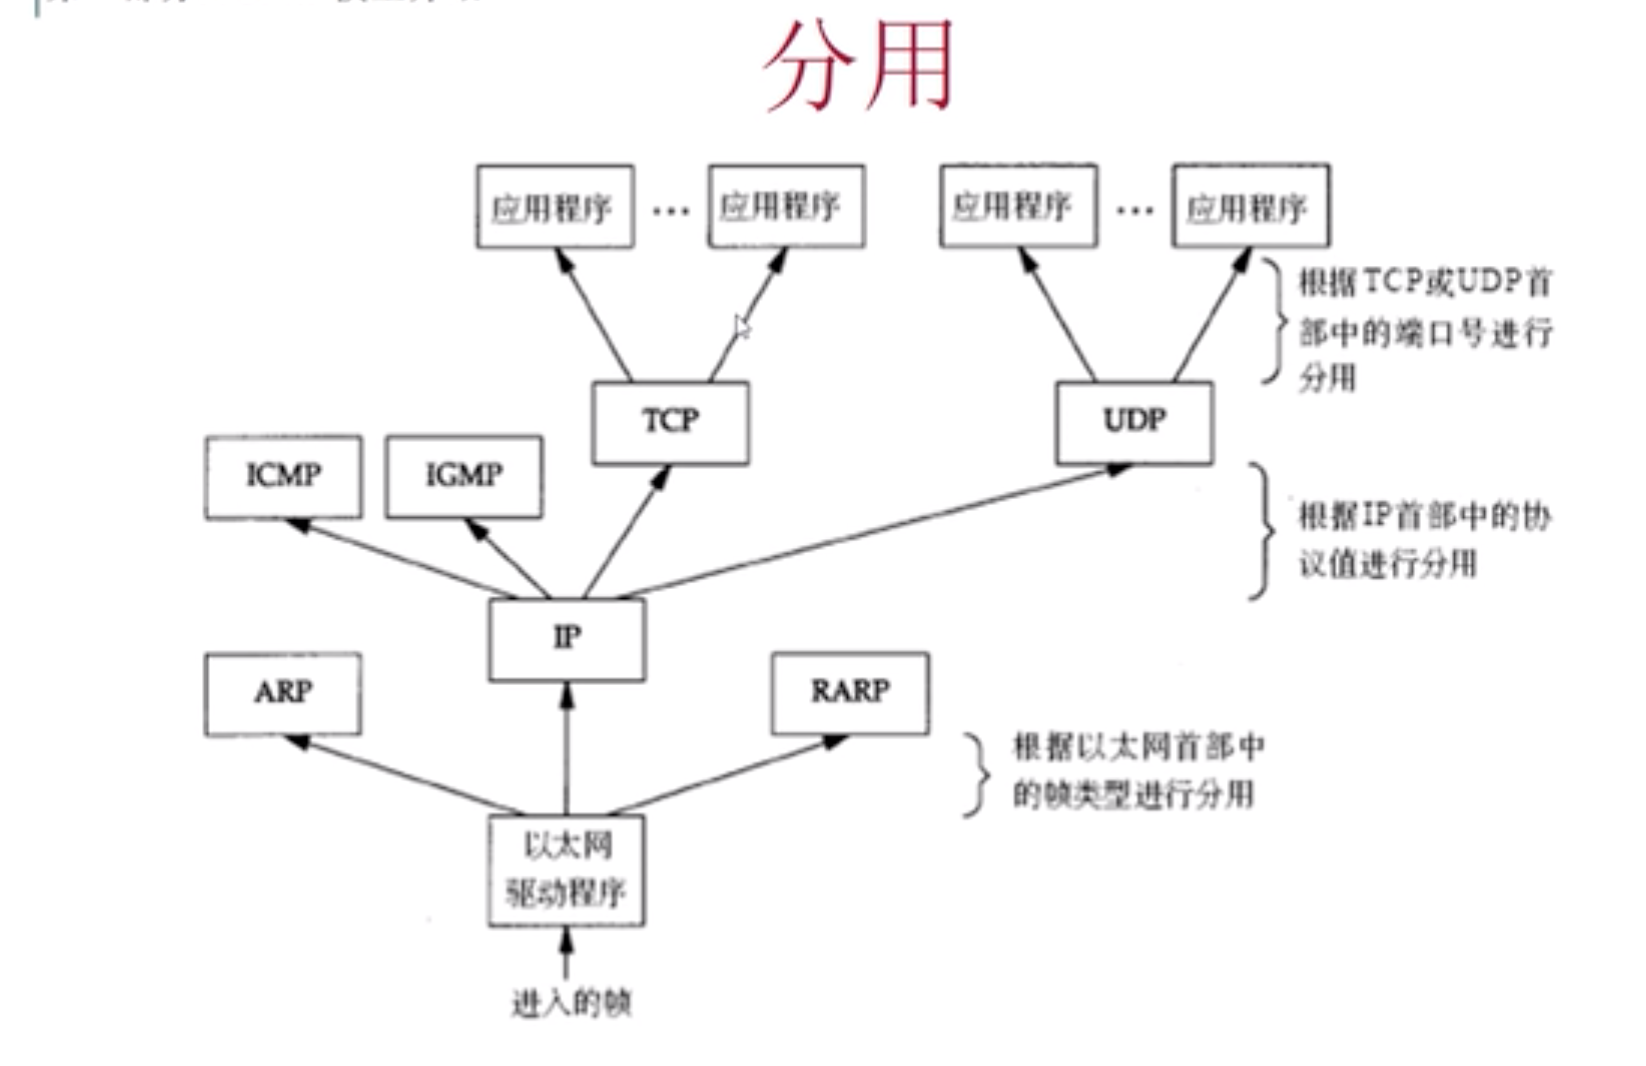 分用
应用程序 ... 应用程序 应用程序 ... 应用程序
根据TCP或UDP首
部中的端口号进行
分用
TCP UDP
ICMP IGMP
根据IP首部中的协
议值进行分用
IP
ARP RARP
根据以太网首部中
的帧类型进行分用
以太网
驱动程序
进入的帧